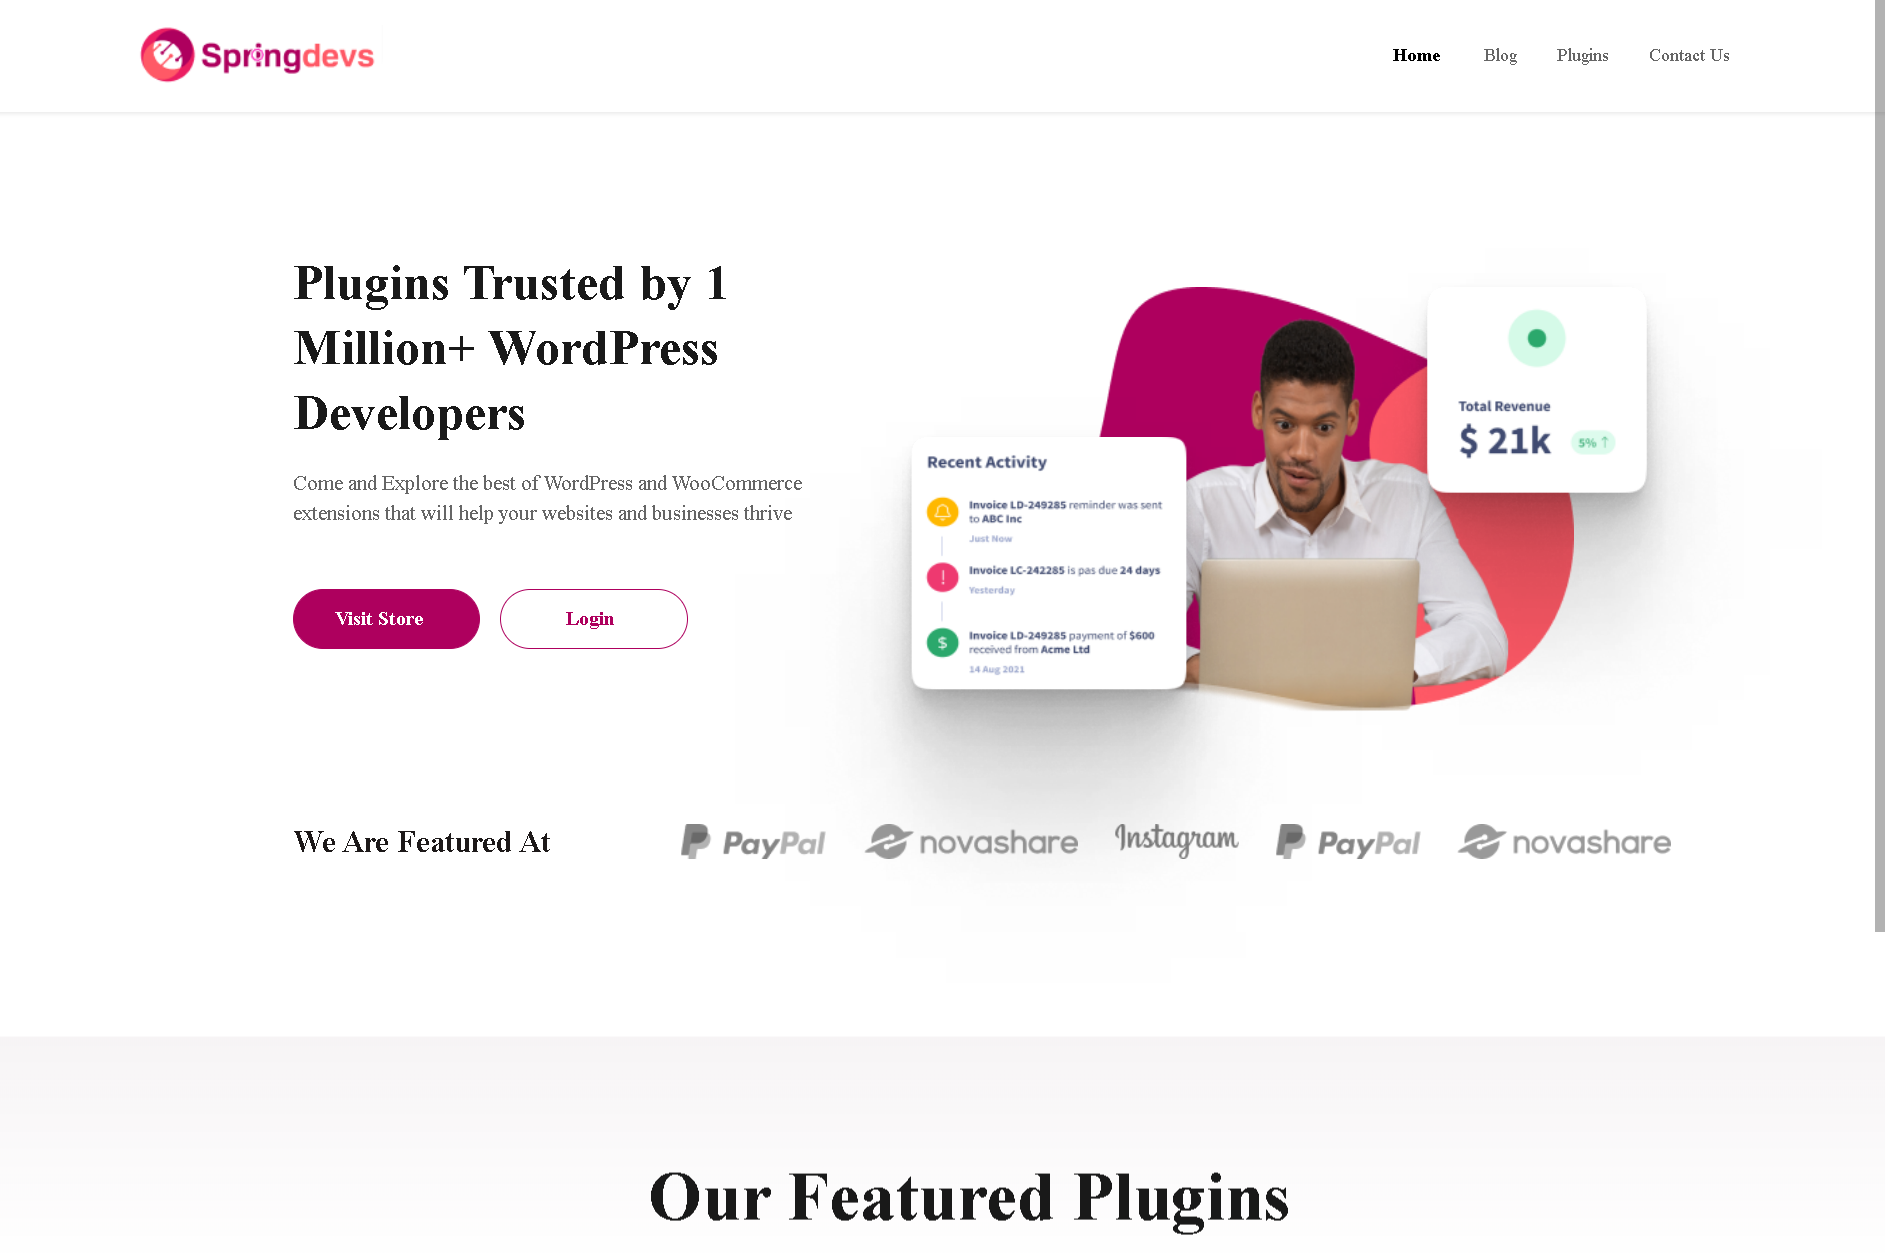 Springdevs
Home
Blog
Plugins
Contact Us
Plugins Trusted by 1
Million+ WordPress
Developers
Come and Explore the best of WordPress and WooCommerce
extensions that will help your websites and businesses thrive
Visit Store
Login
Total Revenue
$ 21k
5% ↑
Recent Activity
Invoice LD-249285 reminder was sent
to ABC Inc
Just Now
!
Invoice LC-242285 is pas due 24 days
Yesterday
$
Invoice LD-249285 payment of $600
received from Acme Ltd
14 Aug 2021
We Are Featured At
PayPal
novashare
Instagram
PayPal
novashare
Our Featured Plugins